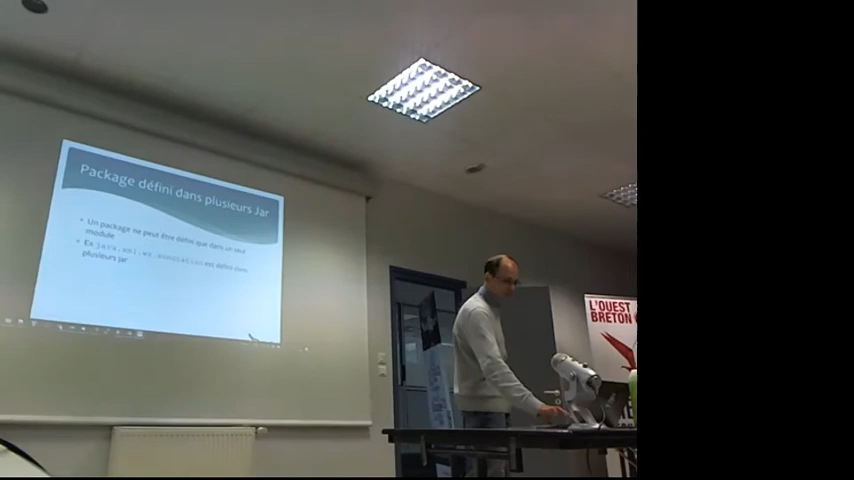 Package défini dans plusieurs Jar
Un package ne peut être défini que dans un seul
module
Ex java.xml.ws.annotation est défini dans
plusieurs jar
L'OUEST
BRETON